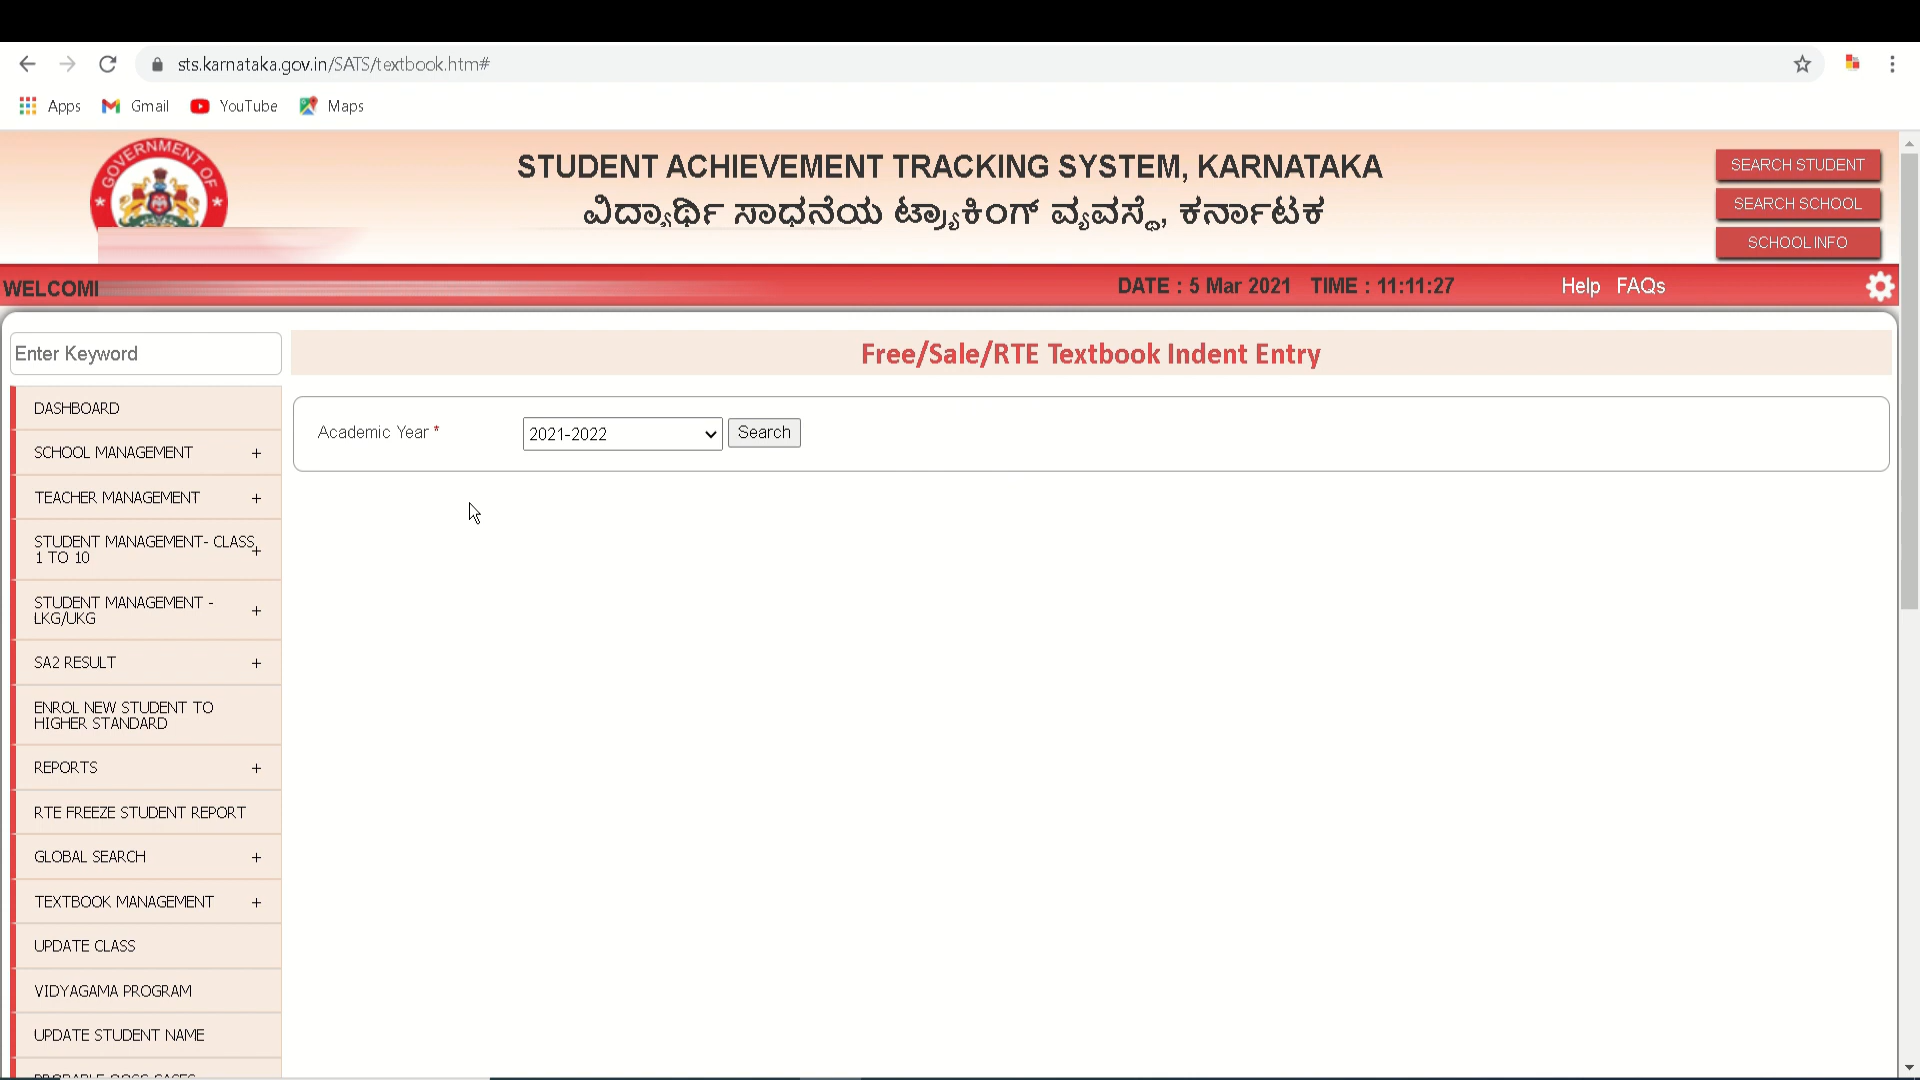 sts.karnataka.gov.in/SATS/textbook.htm#
Apps Gmail YouTube Maps
GOVERNMENT OF
STUDENT ACHIEVEMENT TRACKING SYSTEM, KARNATAKA
ವಿದ್ಯಾರ್ಥಿ ಸಾಧನೆಯ ಟ್ರ್ಯಾಕಿಂಗ್ ವ್ಯವಸ್ಥೆ, ಕರ್ನಾಟಕ
SEARCH STUDENT
SEARCH SCHOOL
SCHOOL INFO
WELCOM
DATE : 5 Mar 2021 TIME : 11:11:27
Help FAQs
Enter Keyword
Free/Sale/RTE Textbook Indent Entry
Academic Year * 2021-2022 Search
DASHBOARD
SCHOOL MANAGEMENT +
TEACHER MANAGEMENT +
STUDENT MANAGEMENT- CLASS
1 TO 10 +
STUDENT MANAGEMENT -
LKG/UKG +
SA2 RESULT +
ENROL NEW STUDENT TO
HIGHER STANDARD
REPORTS +
RTE FREEZE STUDENT REPORT
GLOBAL SEARCH +
TEXTBOOK MANAGEMENT +
UPDATE CLASS
VIDYAGAMA PROGRAM
UPDATE STUDENT NAME